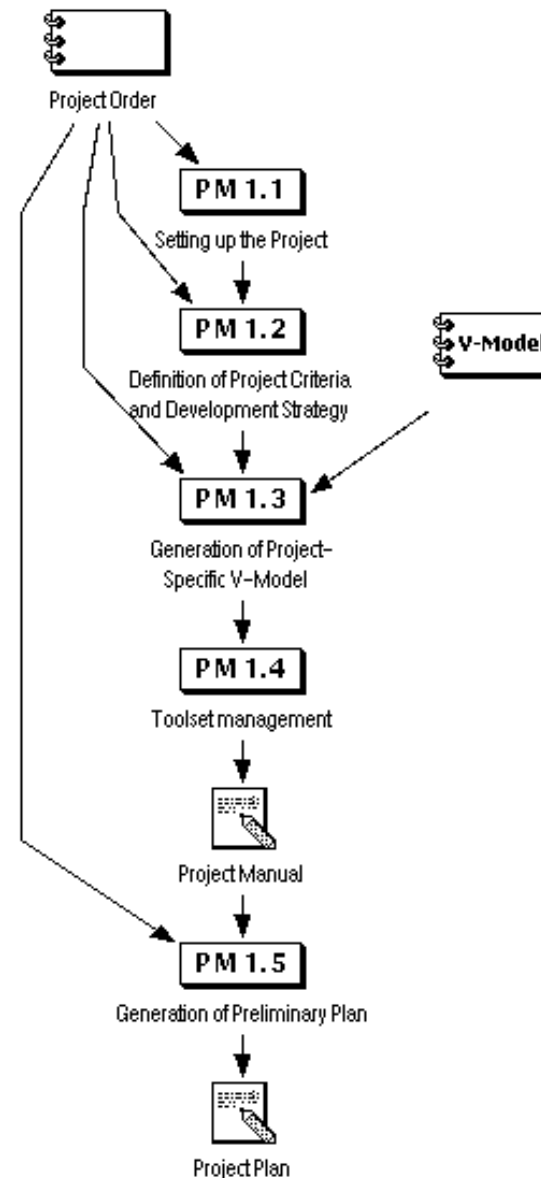 Project Order
PM 1.1
Setting up the Project
PM 1.2
V-Model
Definition of Project Criteria
and Development Strategy
PM 1.3
Generation of Project-
Specific V-Model
PM 1.4
Toolset management
Project Manual
PM 1.5
Generation of Preliminary Plan
Project Plan